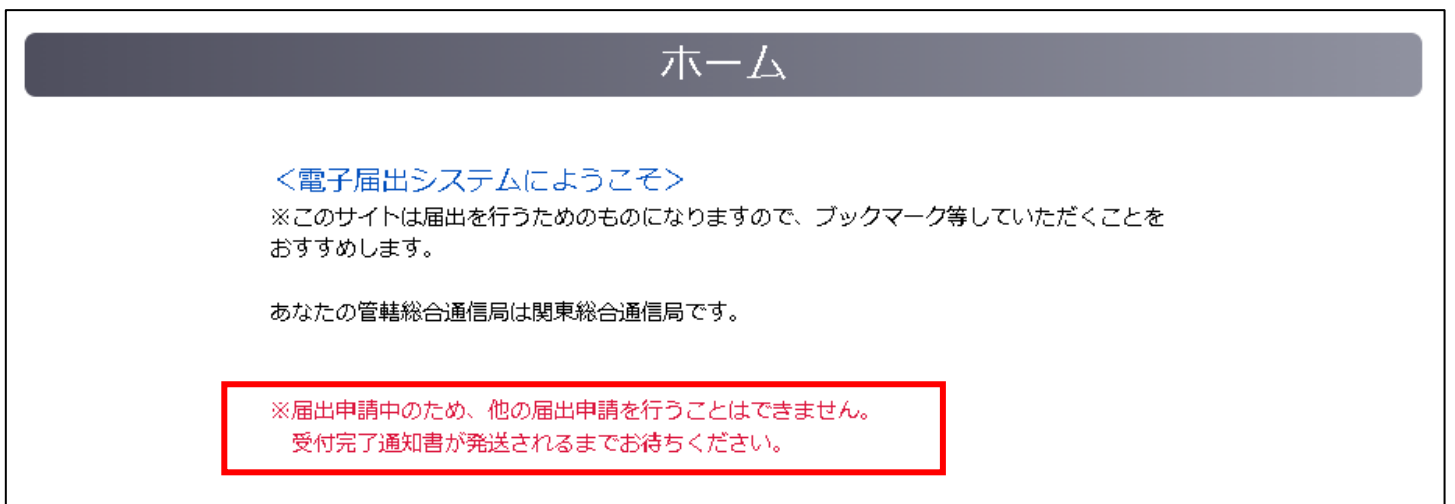 ホーム
＜電子届出システムにようこそ＞
※このサイトは届出を行うためのものになりますので、ブックマーク等していただくことを
おすすめします。
あなたの管轄総合通信局は関東総合通信局です。
※届出申請中のため、他の届出申請を行うことはできません。
受付完了通知書が発送されるまでお待ちください。